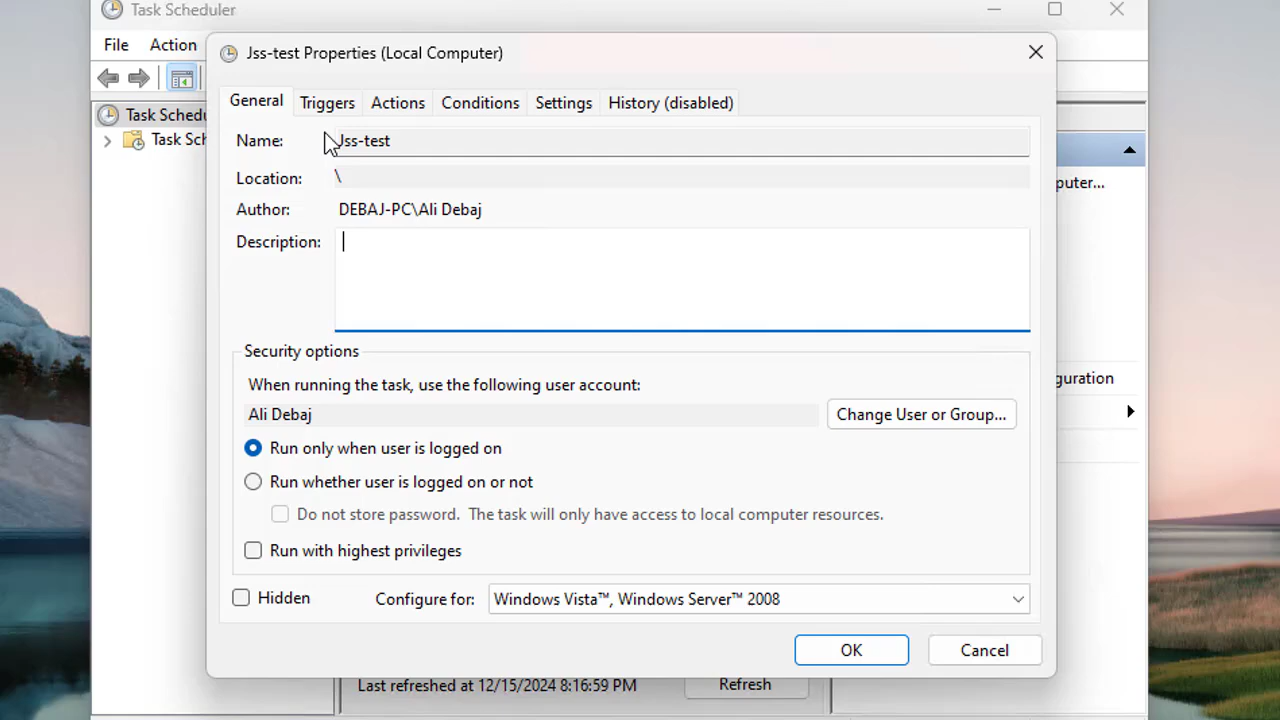 Task Scheduler
File Action
Jss-test Properties (Local Computer)
General Triggers Actions Conditions Settings History (disabled)
Task Schedu
Task Sch
Name: Jss-test
Location: \
Author: DEBAJ-PC\Ali Debaj
Description:
puter...
Security options
When running the task, use the following user account:
Ali Debaj
Change User or Group...
guration
Run only when user is logged on
Run whether user is logged on or not
Do not store password. The task will only have access to local computer resources.
Run with highest privileges
Hidden
Configure for: Windows Vista™, Windows Server™ 2008
OK Cancel
Last refreshed at 12/15/2024 8:16:59 PM Refresh